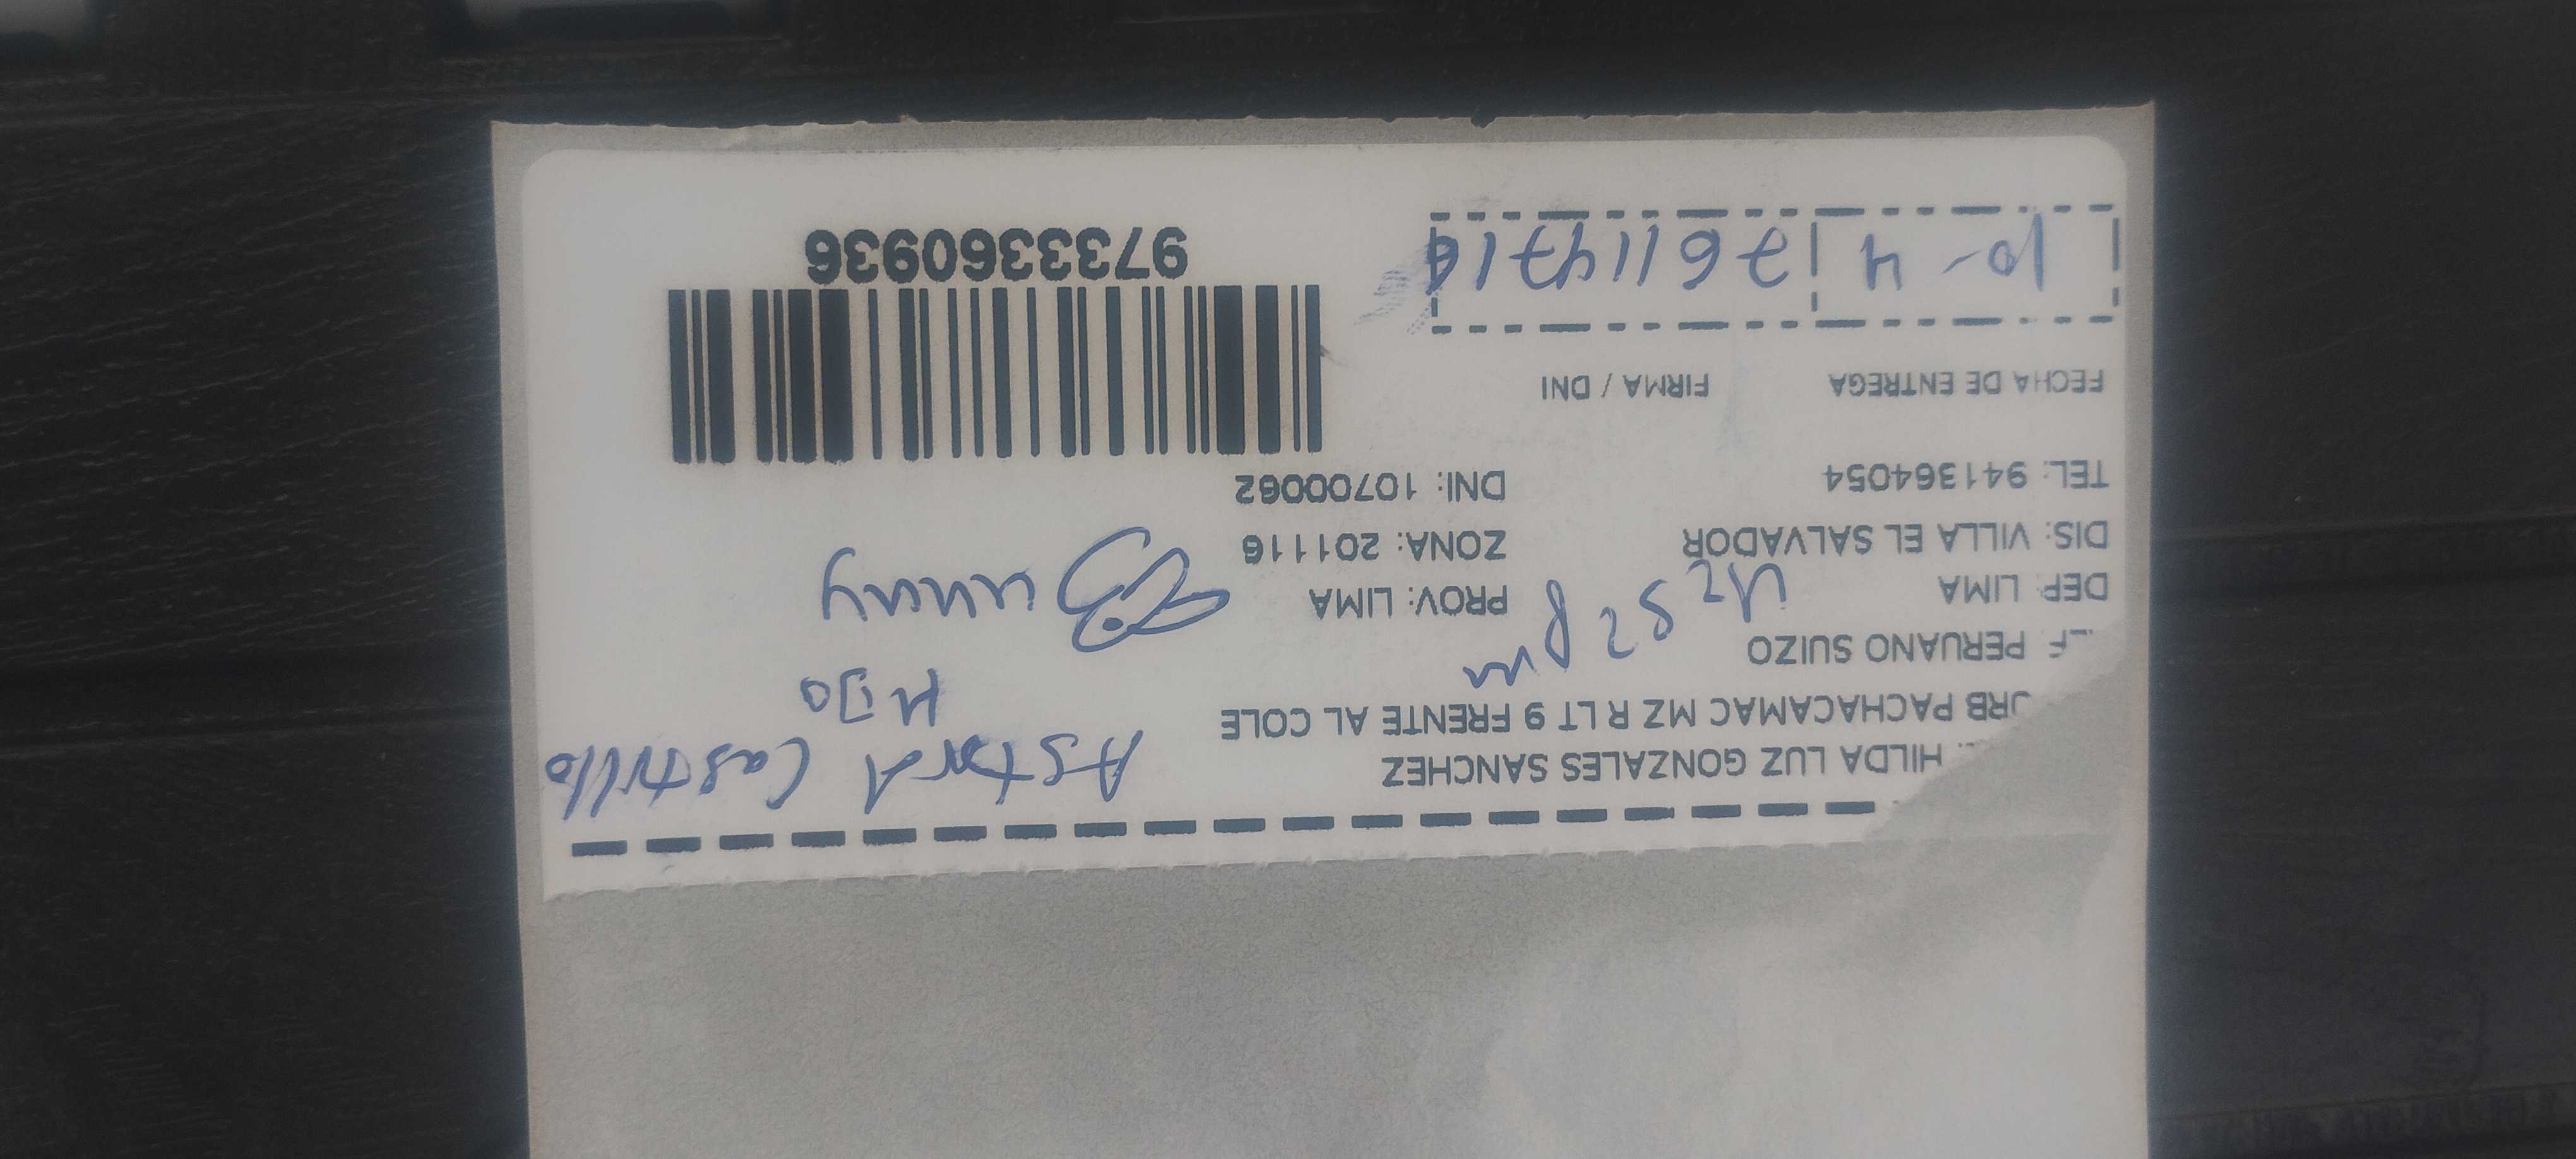 Astrid Castillo
HILDA LUZ GONZALES SANCHEZ
URB PACHACAMAC MZ R LT 9 FRENTE AL COLE
HIJO
PERUANO SUIZO
DEP: LIMA PROV: LIMA
pm
DIS: VILLA EL SALVADOR ZONA: 201116
TEL: 941364054 DNI: 10700062
FECHA DE ENTREGA FIRMA / DNI
10-4
9733360936